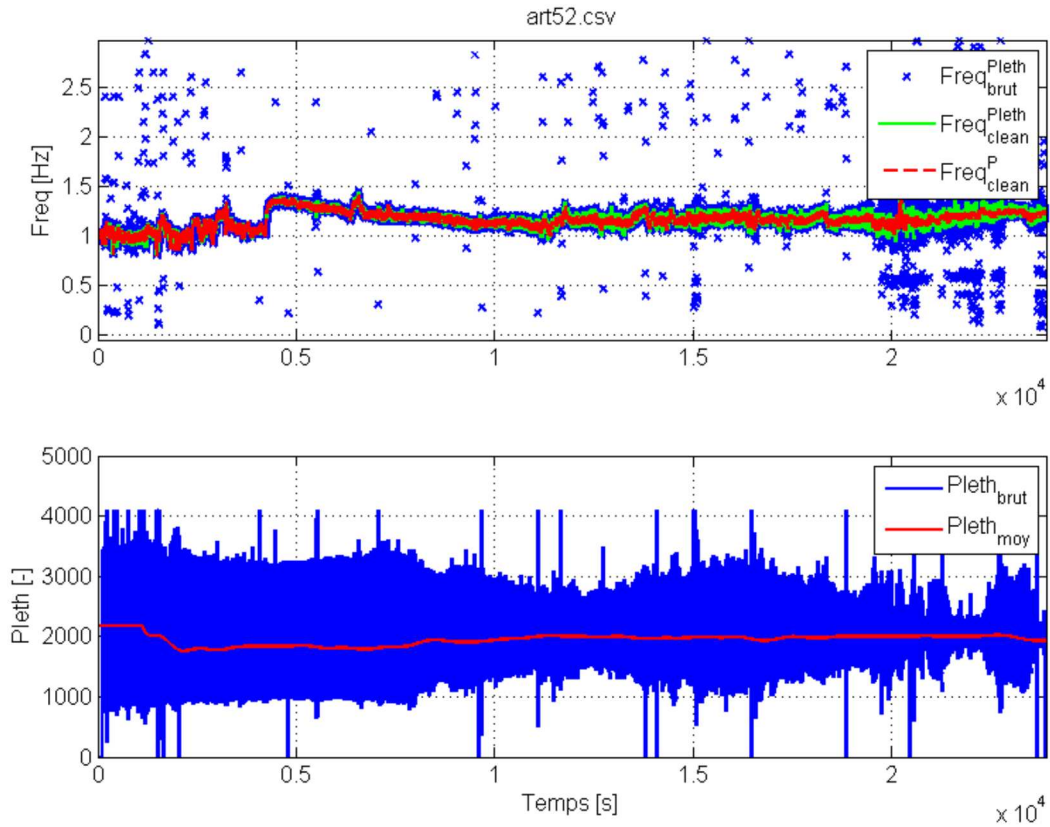 art52.csv
Freq [Hz]
2.5
2
1.5
1
0.5
0
Freq^Pleth_brut
Freq^Pleth_clean
Freq^P_clean
0 0.5 1 1.5 2
x 10^4
Pleth [-]
5000
4000
3000
2000
1000
0
Pleth_brut
Pleth_moy
0 0.5 1 1.5 2
Temps [s]
x 10^4